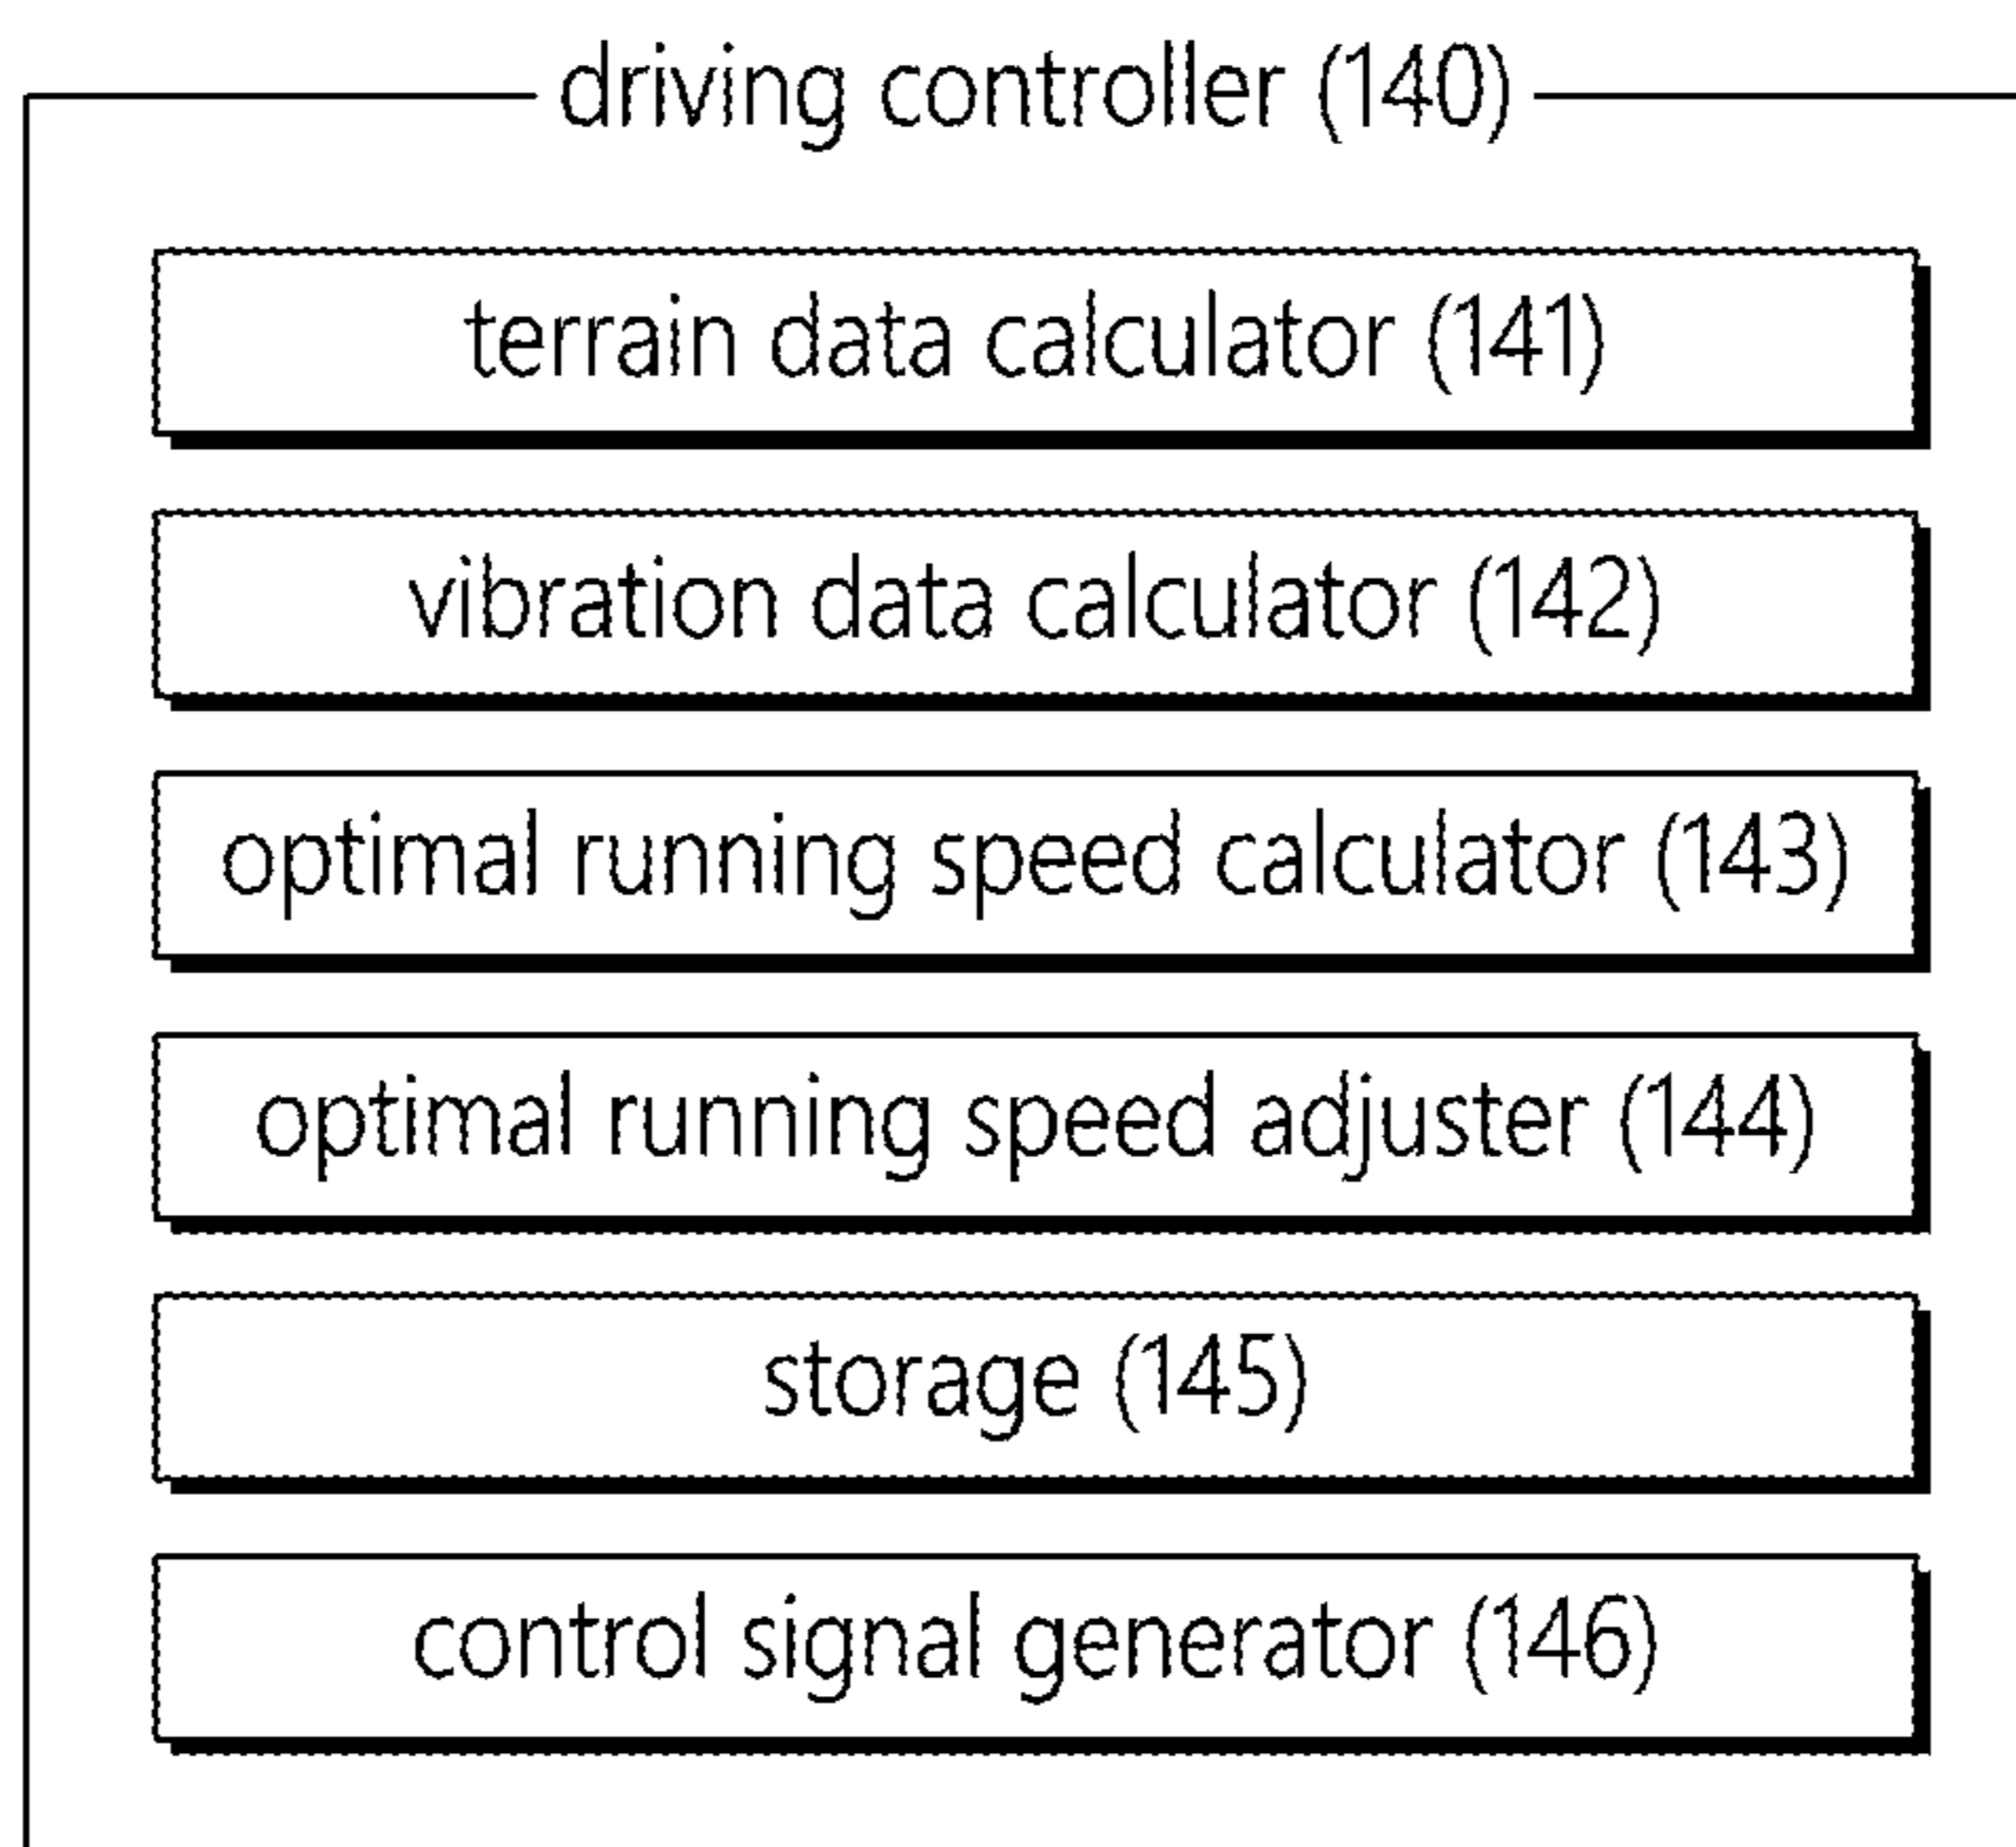 driving controller (140)
terrain data calculator (141)
vibration data calculator (142)
optimal running speed calculator (143)
optimal running speed adjuster (144)
storage (145)
control signal generator (146)